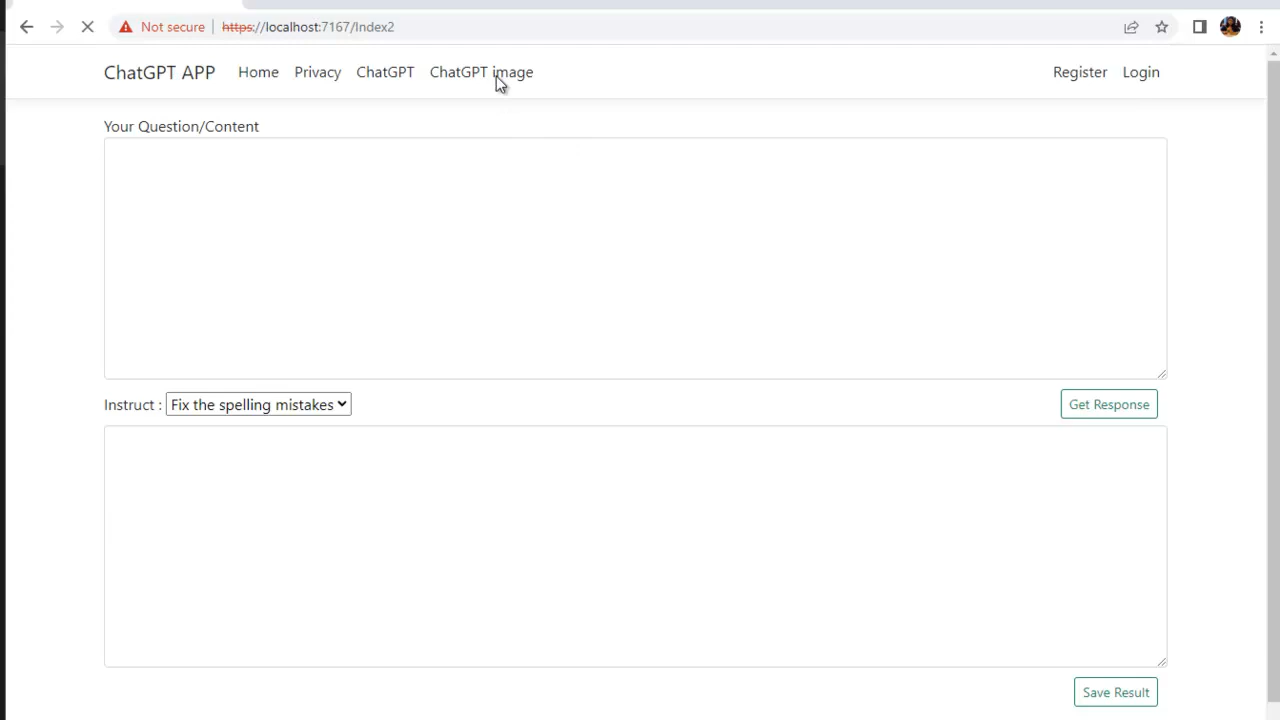 Not secure https://localhost:7167/Index2
ChatGPT APP Home Privacy ChatGPT ChatGPT image Register Login
Your Question/Content
Instruct : Fix the spelling mistakes Get Response
Save Result